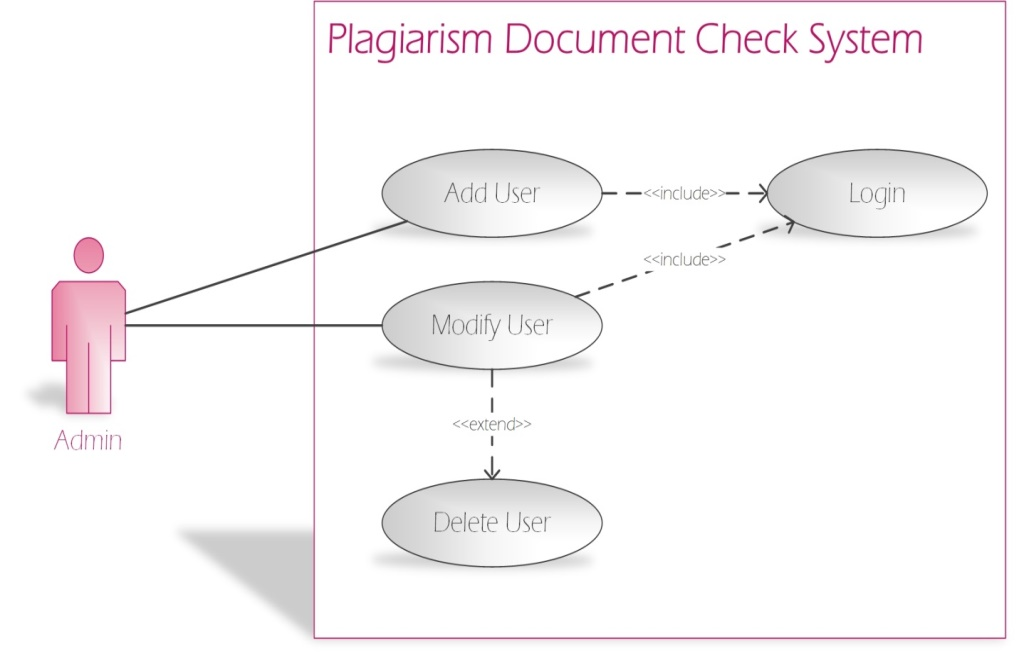 Plagiarism Document Check System
Add User
<<include>>
Login
<<include>>
Modify User
<<extend>>
Admin
Delete User